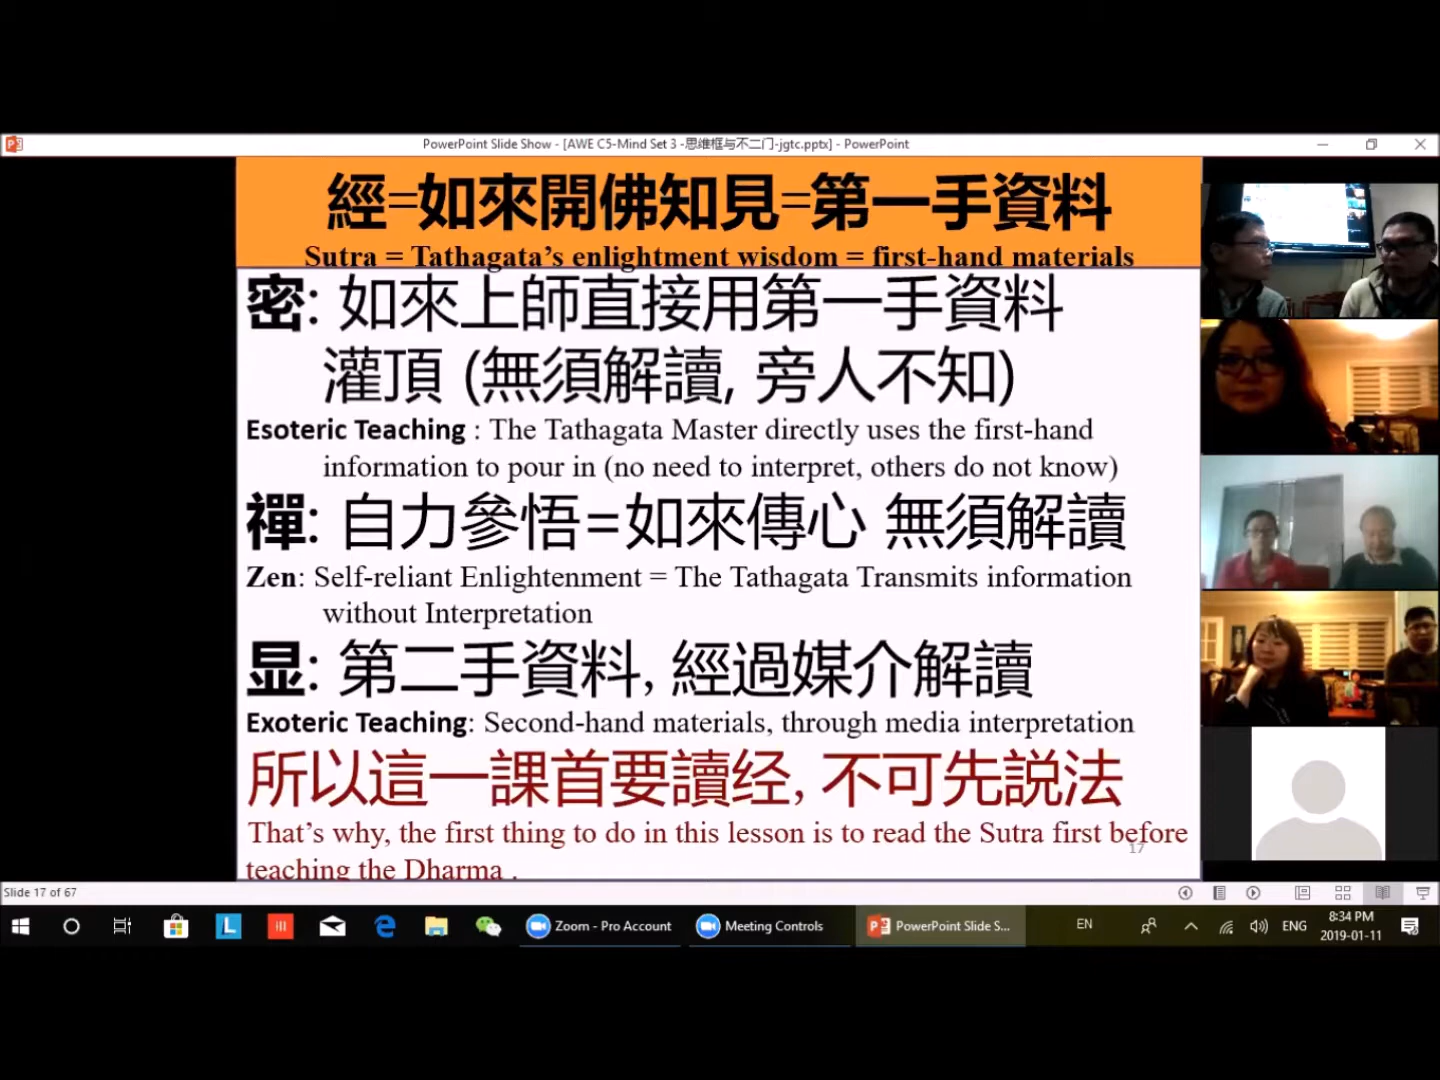 PowerPoint Slide Show - [AWE C5-Mind Set 3 -思维框与不二门-jgtc.pptx] - PowerPoint
經=如來開佛知見=第一手資料
Sutra = Tathagata’s enlightment wisdom = first-hand materials
密: 如來上師直接用第一手資料
灌頂 (無須解讀, 旁人不知)
Esoteric Teaching : The Tathagata Master directly uses the first-hand
information to pour in (no need to interpret, others do not know)
禪: 自力參悟=如來傳心 無須解讀
Zen: Self-reliant Enlightenment = The Tathagata Transmits information
without Interpretation
显: 第二手資料, 經過媒介解讀
Exoteric Teaching: Second-hand materials, through media interpretation
所以這一課首要讀经, 不可先説法
That’s why, the first thing to do in this lesson is to read the Sutra first before
teaching the Dharma .
17
Slide 17 of 67
L
Zoom - Pro Account
Meeting Controls
PowerPoint Slide S...
EN
ENG
8:34 PM
2019-01-11